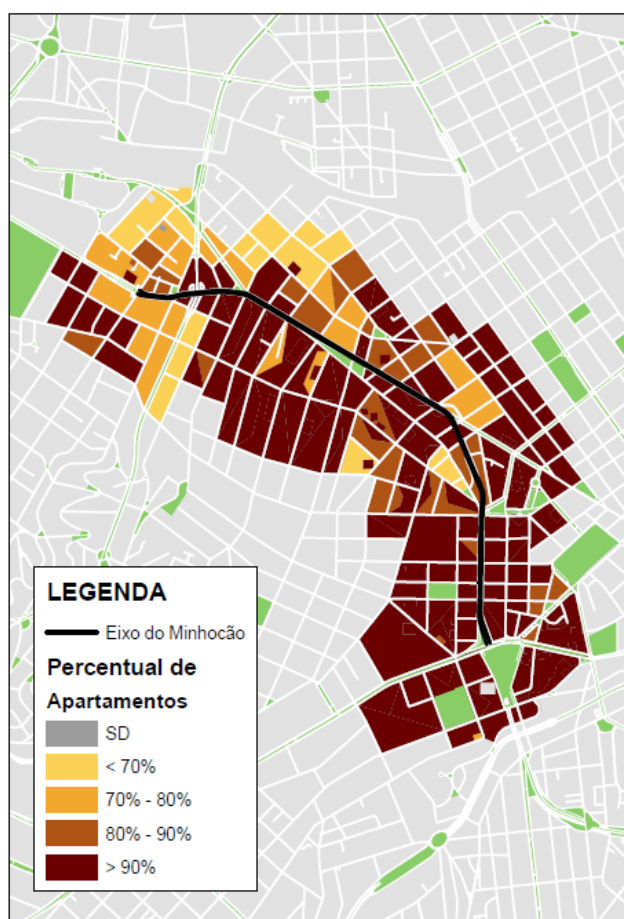 LEGENDA
Eixo do Minhocão
Percentual de
Apartamentos
SD
< 70%
70% - 80%
80% - 90%
> 90%